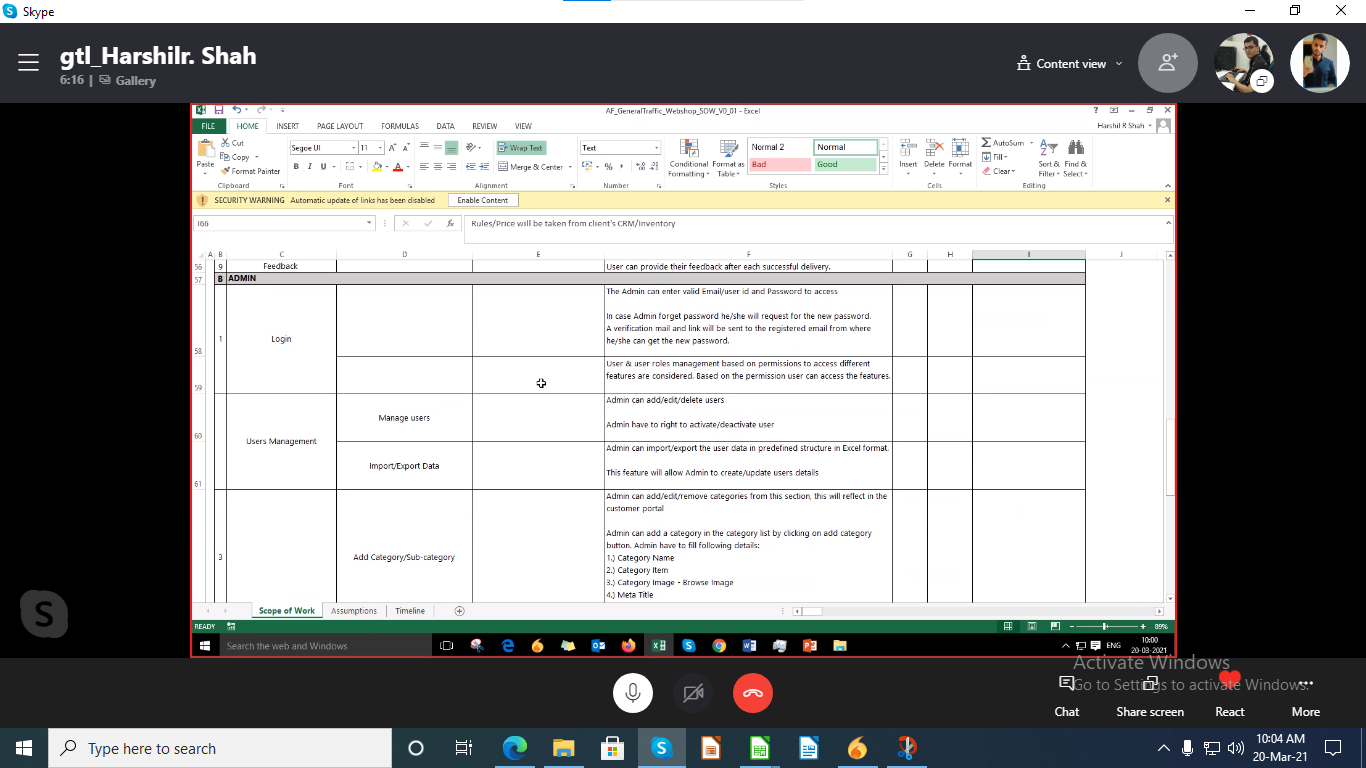 Skype
gtl_Harshilr. Shah
6:16 | Gallery
Content view
AF_GeneralTraffic_Webshop_SOW_V0_01 - Excel
FILE HOME INSERT PAGE LAYOUT FORMULAS DATA REVIEW VIEW
Harshil R Shah
Cut
Copy
Format Painter
Paste
Clipboard
Segoe UI 11
B I U
Font
Wrap Text
Merge & Center
Alignment
Text
Number
Conditional Formatting
Format as Table
Normal 2 Normal
Bad Good
Styles
Insert Delete Format
Cells
AutoSum
Fill
Clear
Sort & Filter
Find & Select
Editing
SECURITY WARNING Automatic update of links has been disabled Enable Content
I66
fx
Rules/Price will be taken from client's CRM/Inventory
A B C D E F G H I J
56 9 Feedback User can provide their feedback after each successful delivery.
57 B ADMIN
The Admin can enter valid Email/user id and Password to access
In case Admin forget password he/she will request for the new password.
A verification mail and link will be sent to the registered email from where
he/she can get the new password.
58 1 Login
User & user roles management based on permissions to access different
features are considered. Based on the permission user can access the features.
59
Admin can add/edit/delete users
Manage users
Admin have to right to activate/deactivate user
60
Users Management
Admin can import/export the user data in predefined structure in Excel format.
Import/Export Data
This feature will allow Admin to create/update users details
61
Admin can add/edit/remove categories from this section, this will reflect in the
customer portal
Admin can add a category in the category list by clicking on add category
button. Admin have to fill following details:
3 Add Category/Sub-category
1.) Category Name
2.) Category Item
3.) Category Image - Browse Image
4.) Meta Title
Scope of Work Assumptions Timeline
READY
89%
Search the web and Windows
ENG
10:00
20-03-2021
Activate Windows
Go to Settings to activate Windows.
Chat
Share screen
React
More
Type here to search
10:04 AM
20-Mar-21